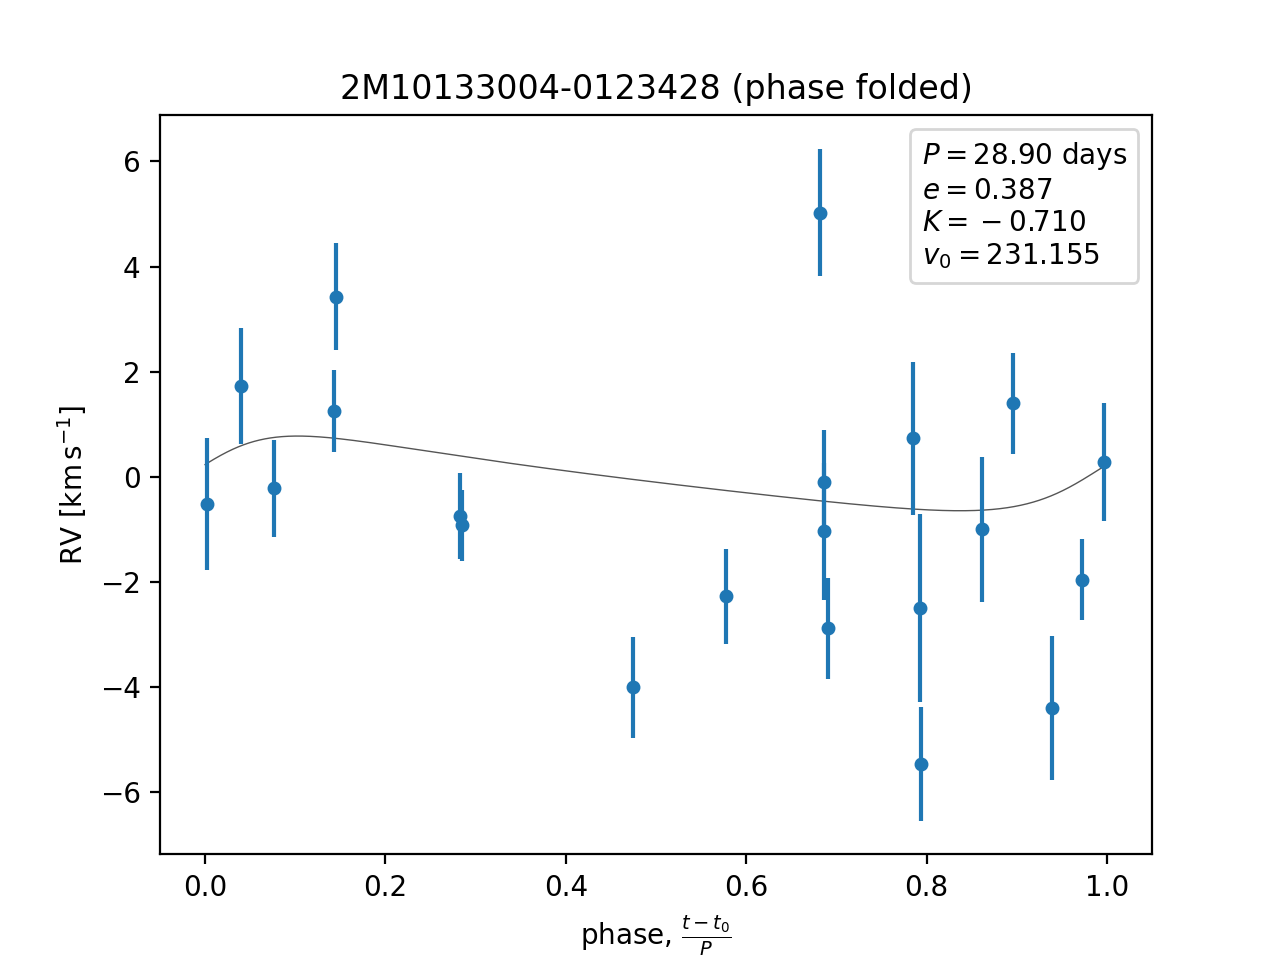 2M10133004-0123428 (phase folded)
P = 28.90 days
e = 0.387
K = −0.710
v₀ = 231.155
RV [km s⁻¹]
6
4
2
0
−2
−4
−6
0.0 0.2 0.4 0.6 0.8 1.0
phase, (t − t₀)/P